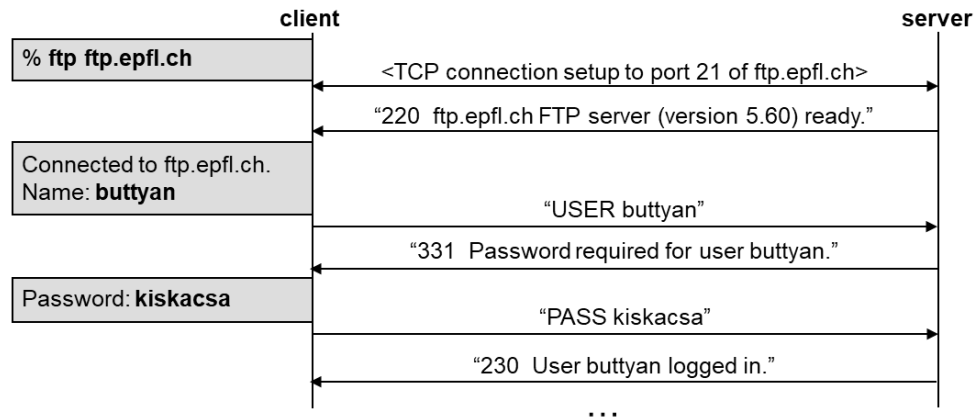 client
server
% ftp ftp.epfl.ch
<TCP connection setup to port 21 of ftp.epfl.ch>
“220 ftp.epfl.ch FTP server (version 5.60) ready.”
Connected to ftp.epfl.ch.
Name: buttyan
“USER buttyan”
“331 Password required for user buttyan.”
Password: kiskacsa
“PASS kiskacsa”
“230 User buttyan logged in.”
...